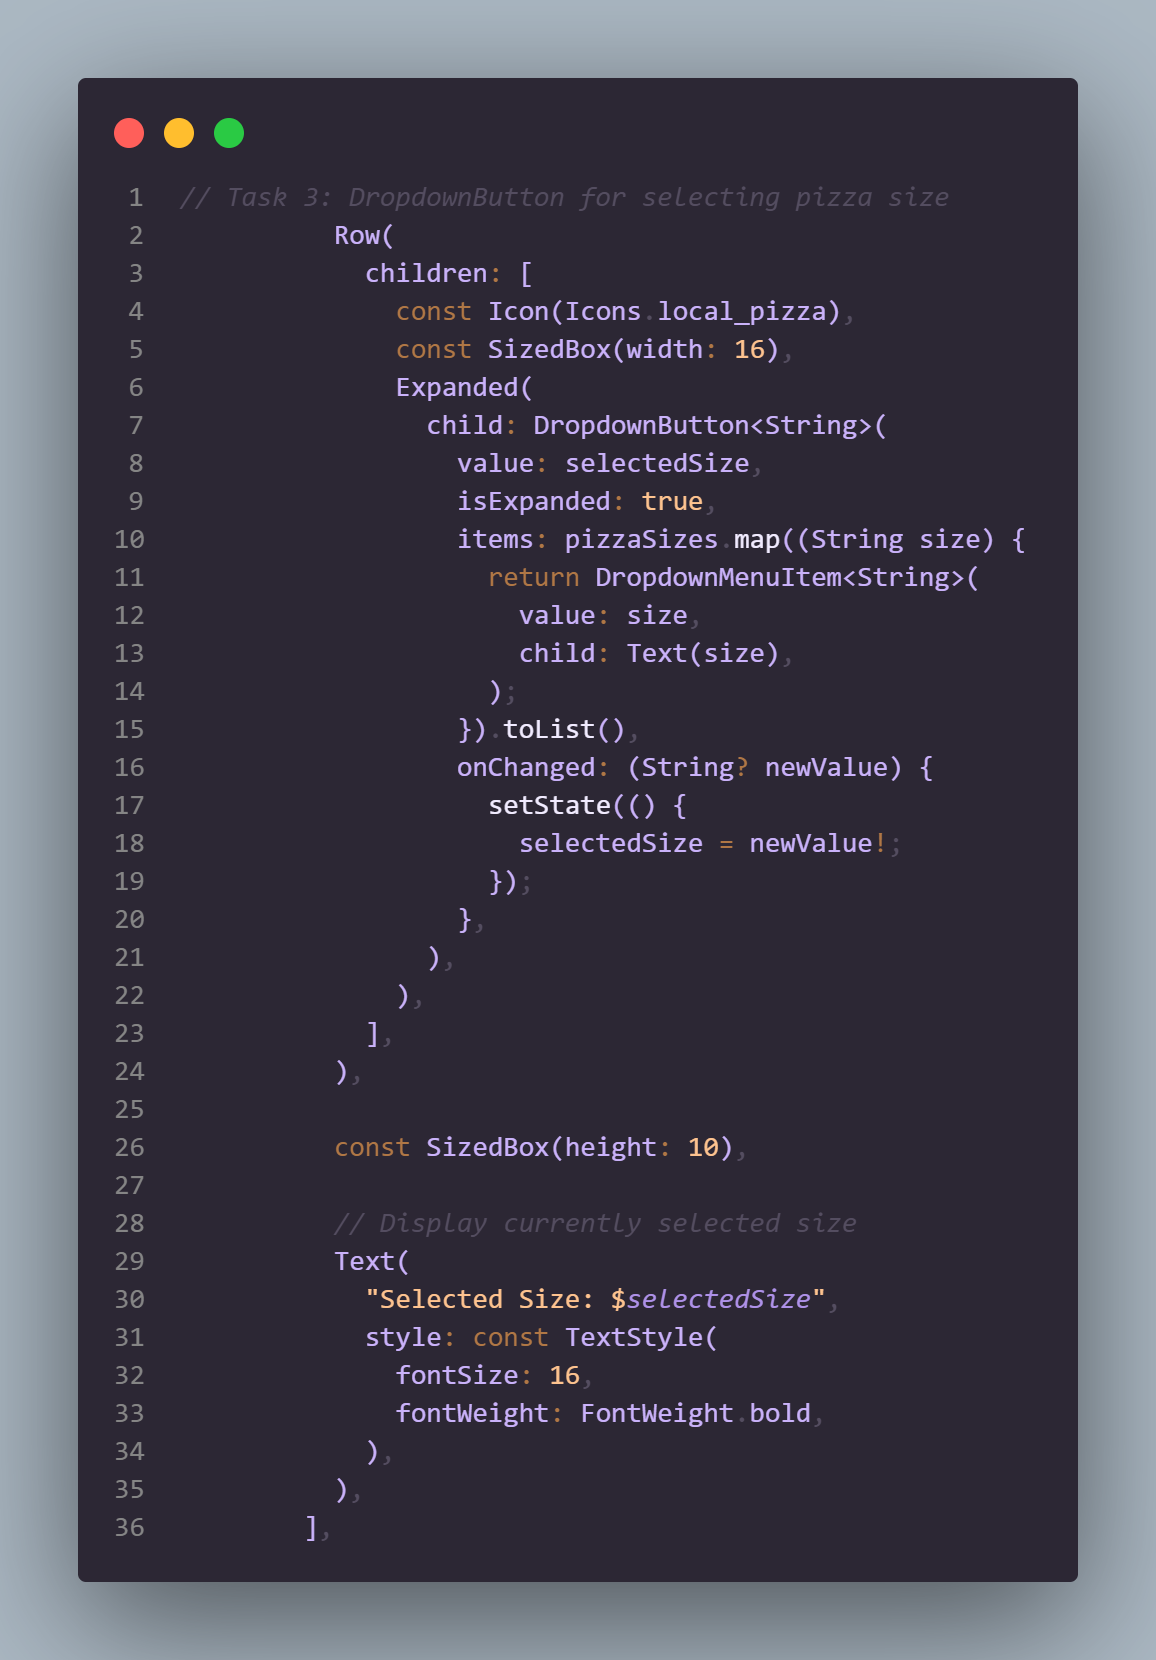 1 // Task 3: DropdownButton for selecting pizza size
2           Row(
3             children: [
4               const Icon(Icons.local_pizza),
5               const SizedBox(width: 16),
6               Expanded(
7                 child: DropdownButton<String>(
8                   value: selectedSize,
9                   isExpanded: true,
10                  items: pizzaSizes.map((String size) {
11                    return DropdownMenuItem<String>(
12                      value: size,
13                      child: Text(size),
14                    );
15                  }).toList(),
16                  onChanged: (String? newValue) {
17                    setState(() {
18                      selectedSize = newValue!;
19                    });
20                  },
21                ),
22              ),
23            ],
24          ),
25
26          const SizedBox(height: 10),
27
28          // Display currently selected size
29          Text(
30            "Selected Size: $selectedSize",
31            style: const TextStyle(
32              fontSize: 16,
33              fontWeight: FontWeight.bold,
34            ),
35          ),
36        ],